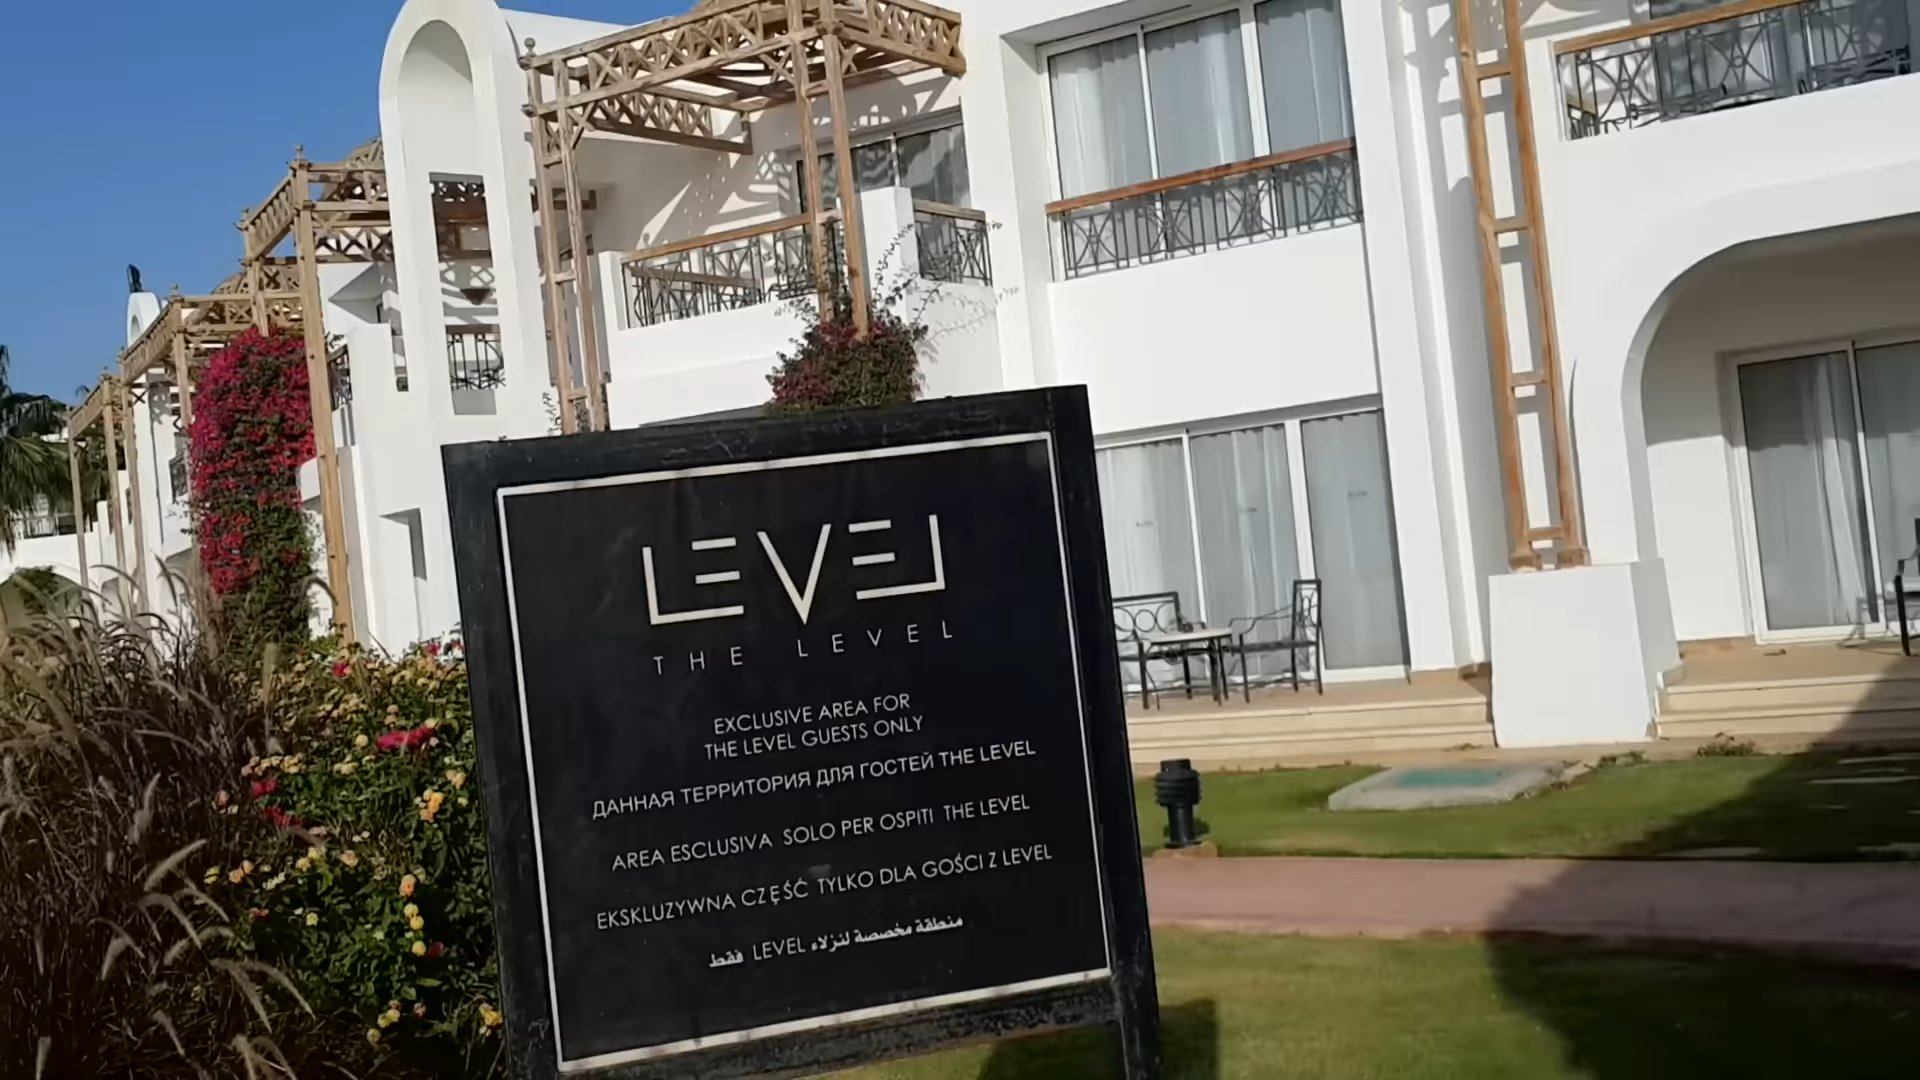 LEVEL
THE LEVEL
EXCLUSIVE AREA FOR
THE LEVEL GUESTS ONLY
ДАННАЯ ТЕРРИТОРИЯ ДЛЯ ГОСТЕЙ THE LEVEL
AREA ESCLUSIVA SOLO PER OSPITI THE LEVEL
EKSKLUZYWNA CZĘŚĆ TYLKO DLA GOŚCI Z LEVEL
منطقة مخصصة لنزلاء LEVEL فقط